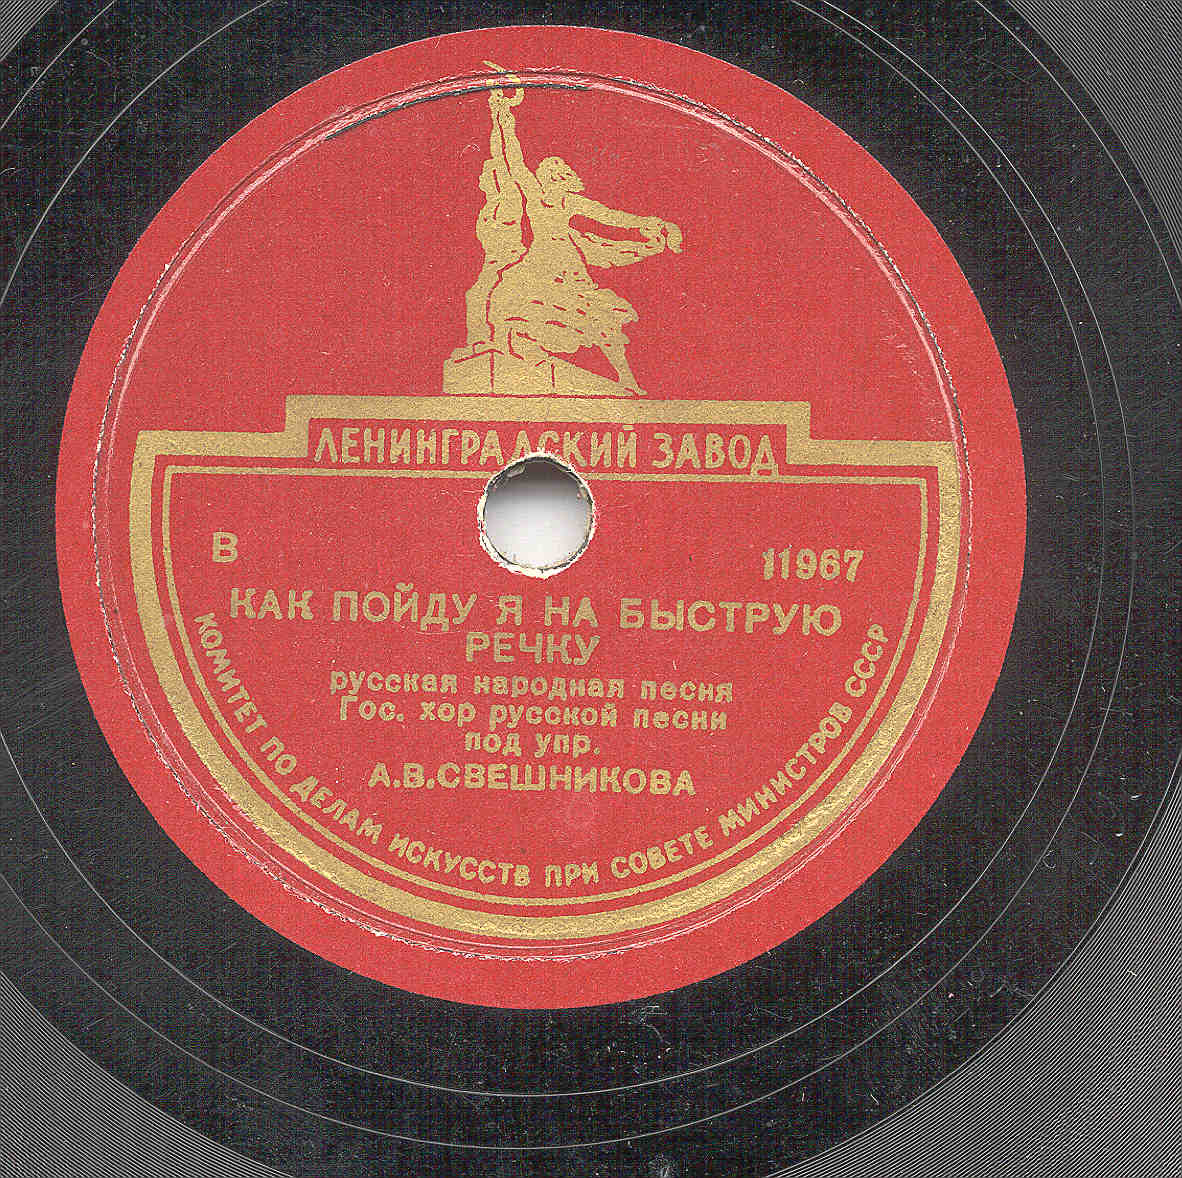 ЛЕНИНГРАДСКИЙ ЗАВОД
В 11967
КАК ПОЙДУ Я НА БЫСТРУЮ
РЕЧКУ
русская народная песня
Гос. хор русской песни
под упр.
А.В.СВЕШНИКОВА
КОМИТЕТ ПО ДЕЛАМ ИСКУССТВ ПРИ СОВЕТЕ МИНИСТРОВ СССР